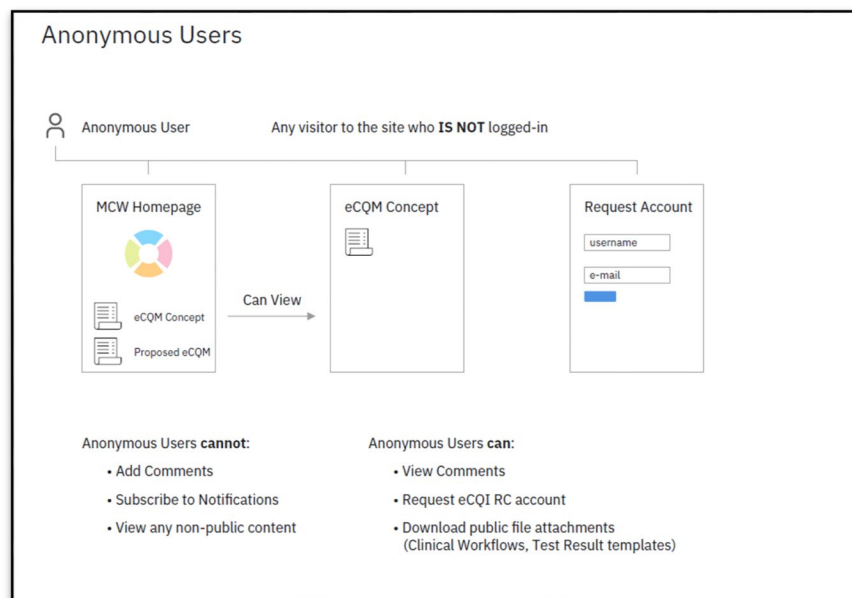 Anonymous Users
Anonymous User
Any visitor to the site who IS NOT logged-in
MCW Homepage
eCQM Concept
Proposed eCQM
Can View
eCQM Concept
Request Account
username
e-mail
Anonymous Users cannot:
• Add Comments
• Subscribe to Notifications
• View any non-public content
Anonymous Users can:
• View Comments
• Request eCQI RC account
• Download public file attachments
(Clinical Workflows, Test Result templates)